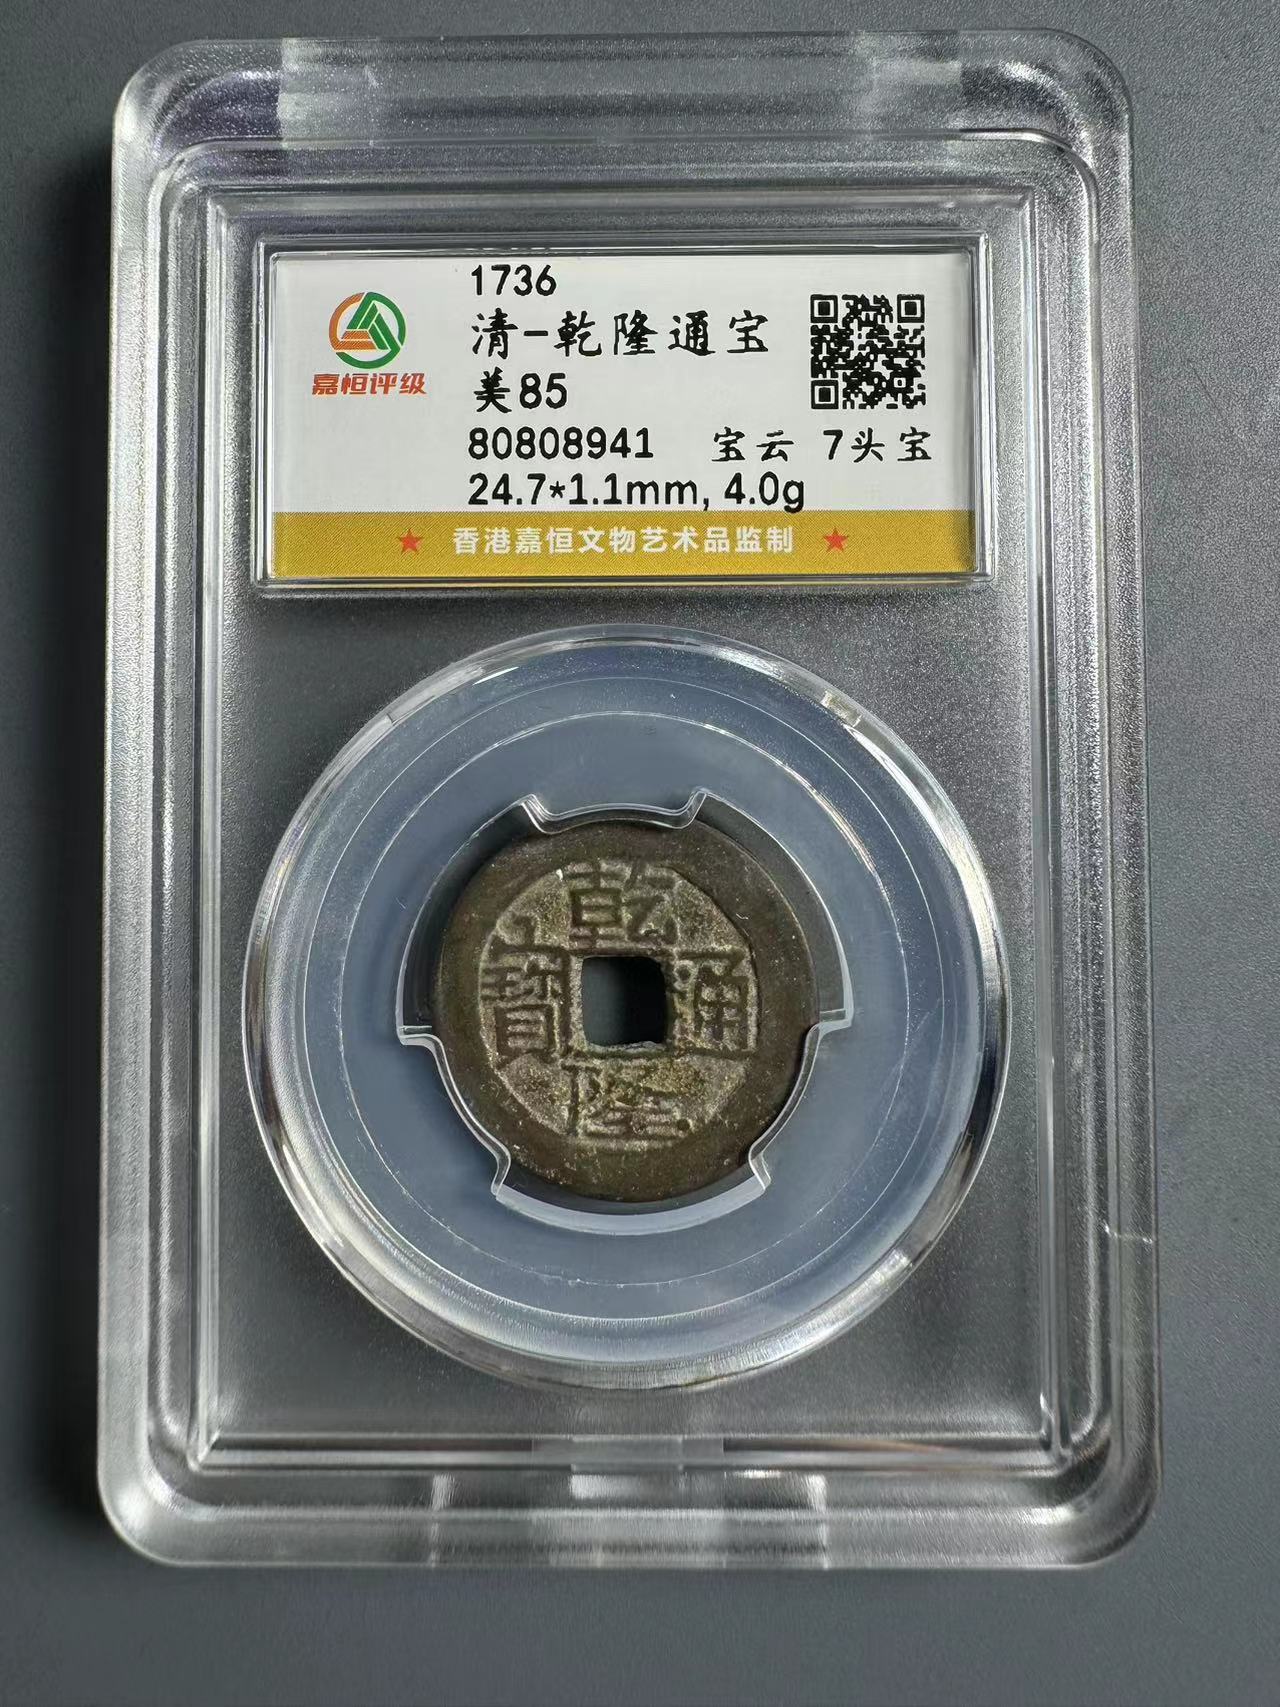 嘉恒评级
1736
清-乾隆通宝
美85
80808941 宝云 7头宝
24.7*1.1mm, 4.0g
★ 香港嘉恒文物艺术品监制 ★
乾
寶 通
隆